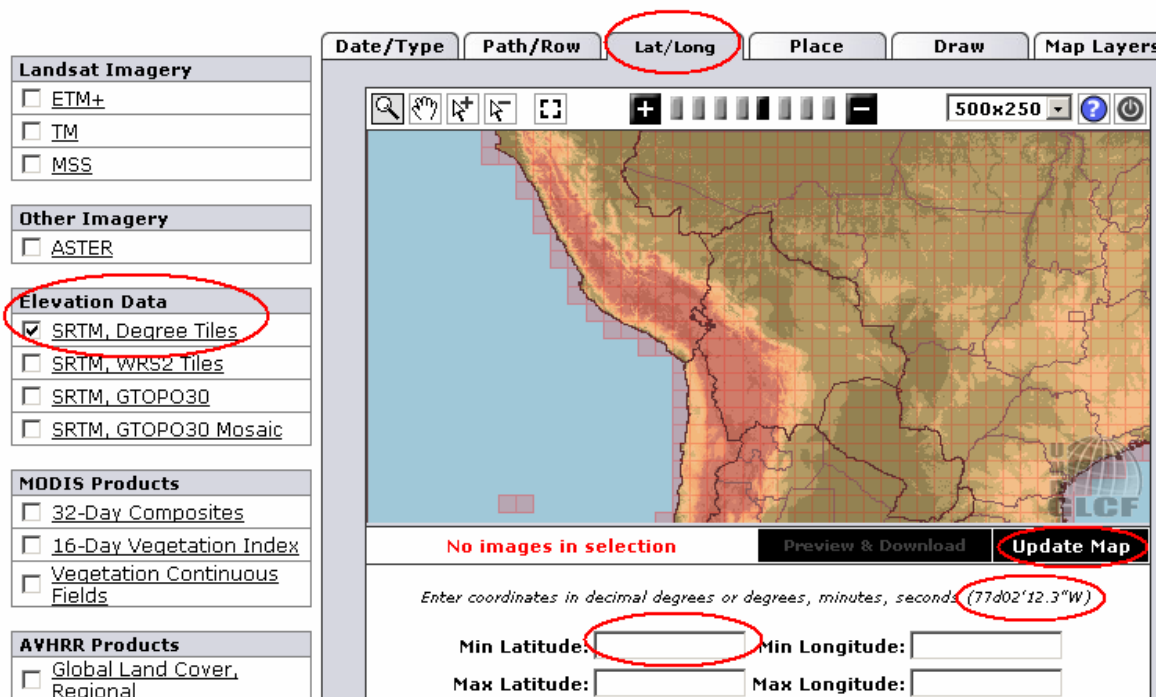 Date/Type
Path/Row
Lat/Long
Place
Draw
Map Layers
Landsat Imagery
ETM+
TM
MSS
Other Imagery
ASTER
Elevation Data
SRTM, Degree Tiles
SRTM, WRS2 Tiles
SRTM, GTOPO30
SRTM, GTOPO30 Mosaic
MODIS Products
32-Day Composites
16-Day Vegetation Index
Vegetation Continuous
Fields
AVHRR Products
Global Land Cover,
Regional
500x250
?
GLCF
No images in selection
Preview & Download
Update Map
Enter coordinates in decimal degrees or degrees, minutes, seconds (77d02'12.3"W)
Min Latitude:
Min Longitude:
Max Latitude:
Max Longitude: